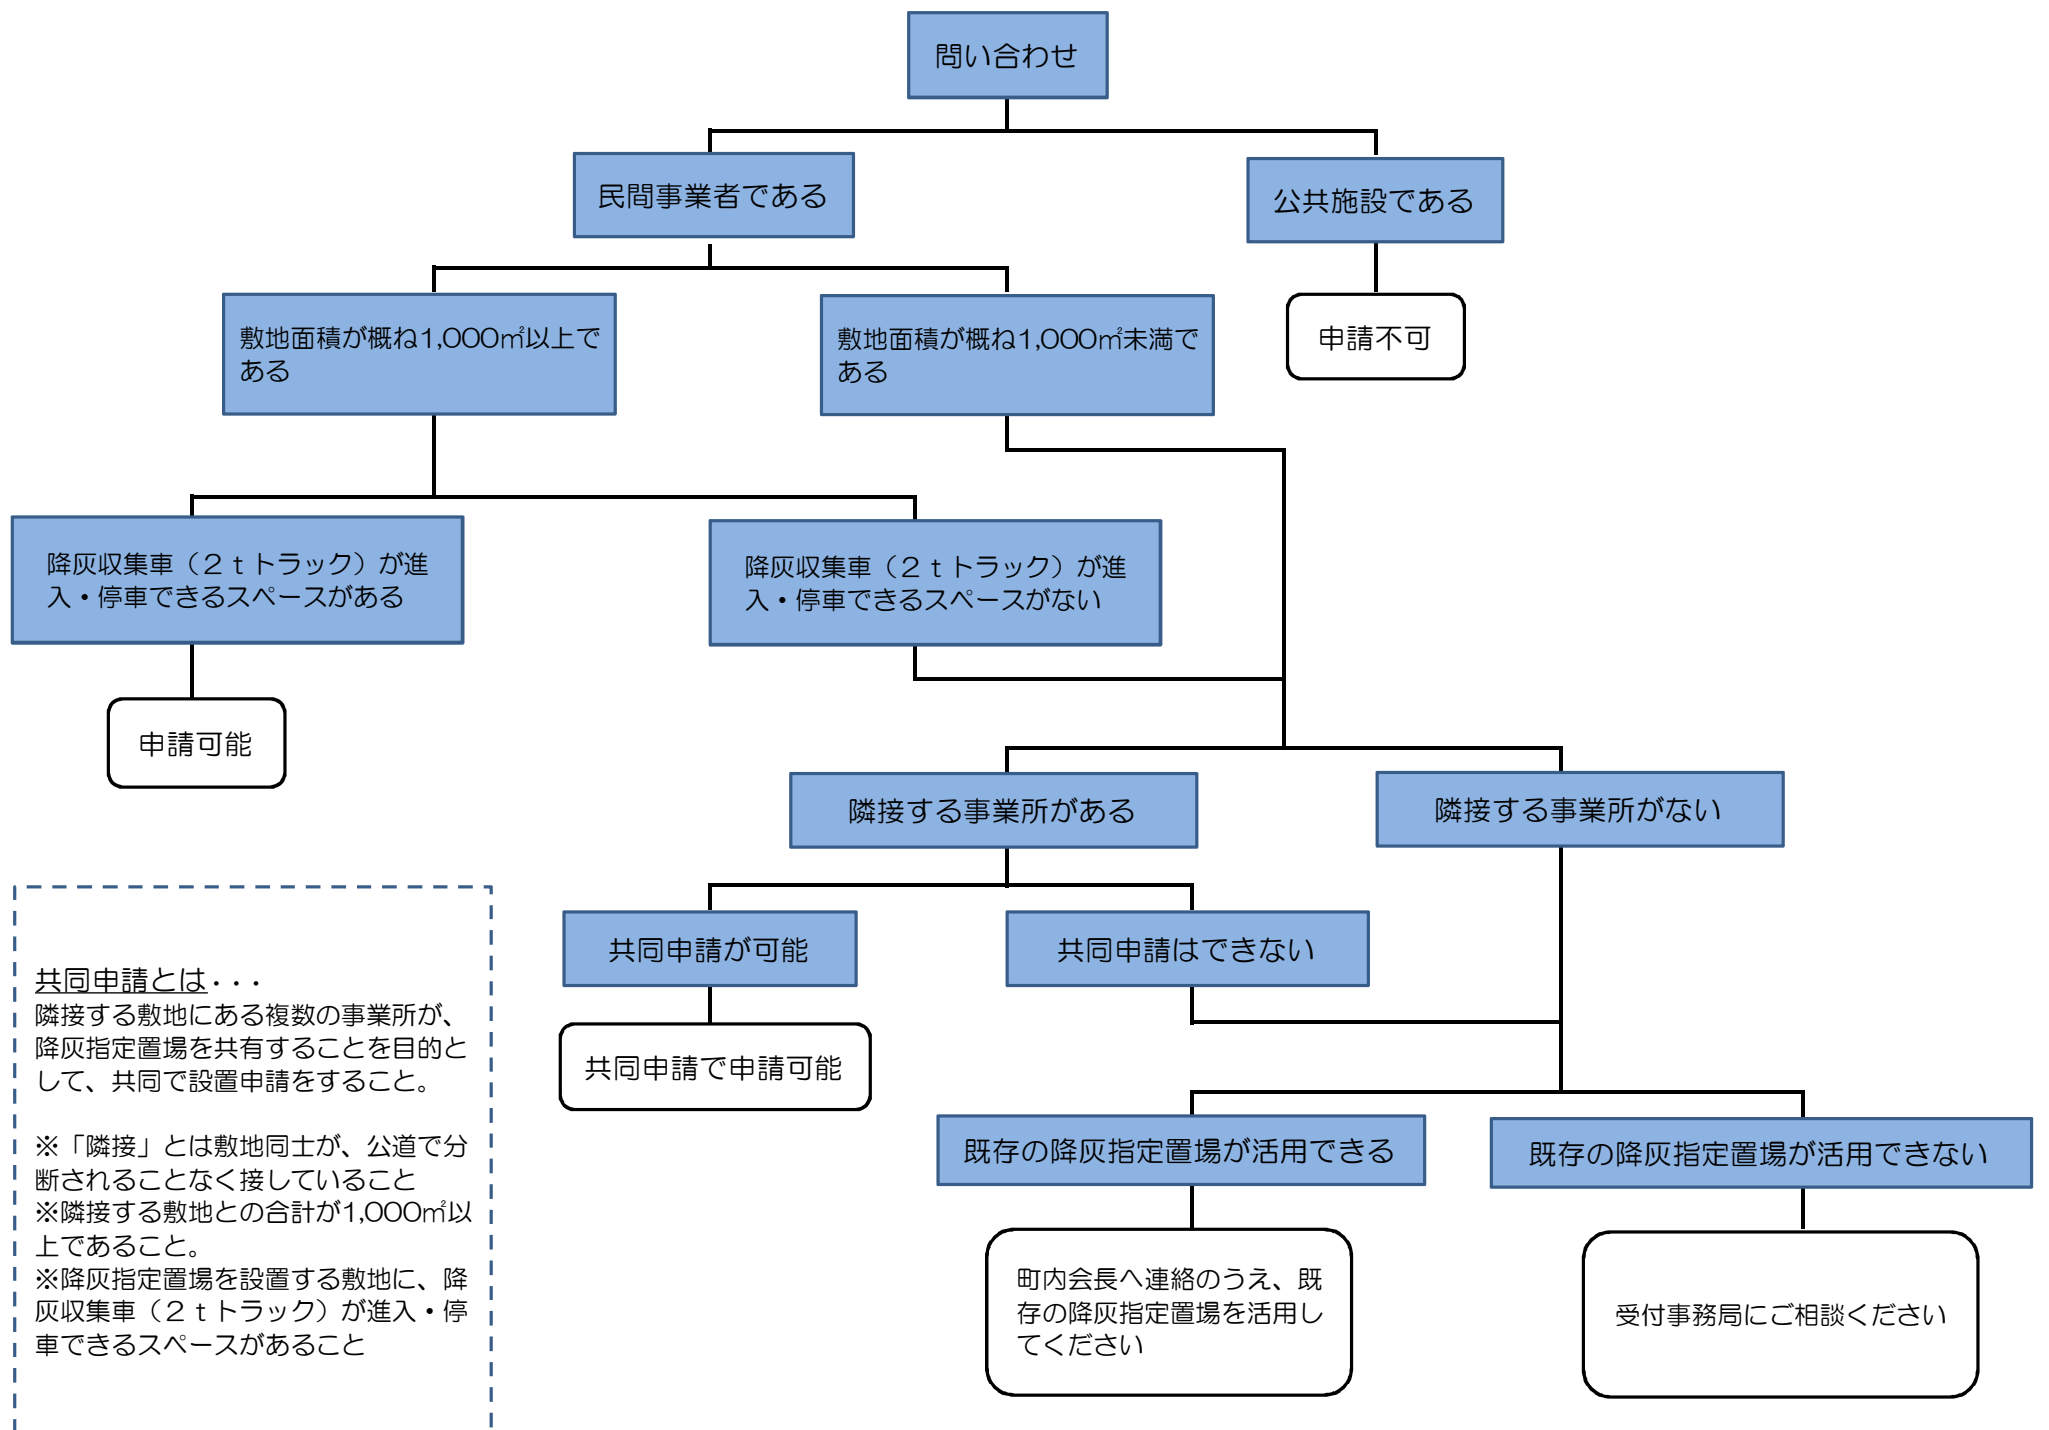 問い合わせ
民間事業者である
公共施設である
敷地面積が概ね1,000㎡以上で
ある
敷地面積が概ね1,000㎡未満で
ある
申請不可
降灰収集車（２ｔトラック）が進
入・停車できるスペースがある
降灰収集車（２ｔトラック）が進
入・停車できるスペースがない
申請可能
隣接する事業所がある
隣接する事業所がない
共同申請が可能
共同申請はできない
共同申請で申請可能
既存の降灰指定置場が活用できる
既存の降灰指定置場が活用できない
町内会長へ連絡のうえ、既
存の降灰指定置場を活用し
てください
受付事務局にご相談ください
共同申請とは・・・
隣接する敷地にある複数の事業所が、
降灰指定置場を共有することを目的と
して、共同で設置申請をすること。
※「隣接」とは敷地同士が、公道で分
断されることなく接していること
※隣接する敷地との合計が1,000㎡以
上であること。
※降灰指定置場を設置する敷地に、降
灰収集車（２ｔトラック）が進入・停
車できるスペースがあること